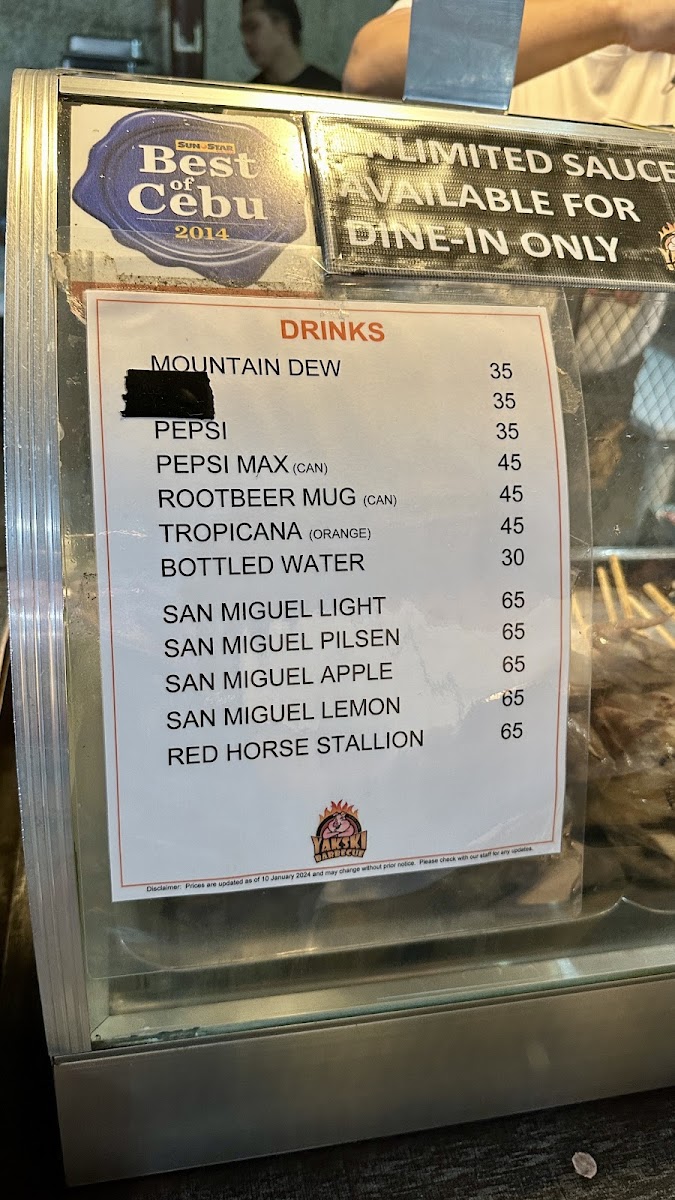 SUN STAR
Best
of
Cebu
2014
UNLIMITED SAUCE
AVAILABLE FOR
DINE-IN ONLY
DRINKS
MOUNTAIN DEW 35
35
PEPSI 35
PEPSI MAX (CAN) 45
ROOTBEER MUG (CAN) 45
TROPICANA (ORANGE) 45
BOTTLED WATER 30
SAN MIGUEL LIGHT 65
SAN MIGUEL PILSEN 65
SAN MIGUEL APPLE 65
SAN MIGUEL LEMON 65
RED HORSE STALLION 65
YAKSKI
BARBECUE
Disclaimer: Prices are updated as of 10 January 2024 and may change without prior notice. Please check with our staff for any updates.